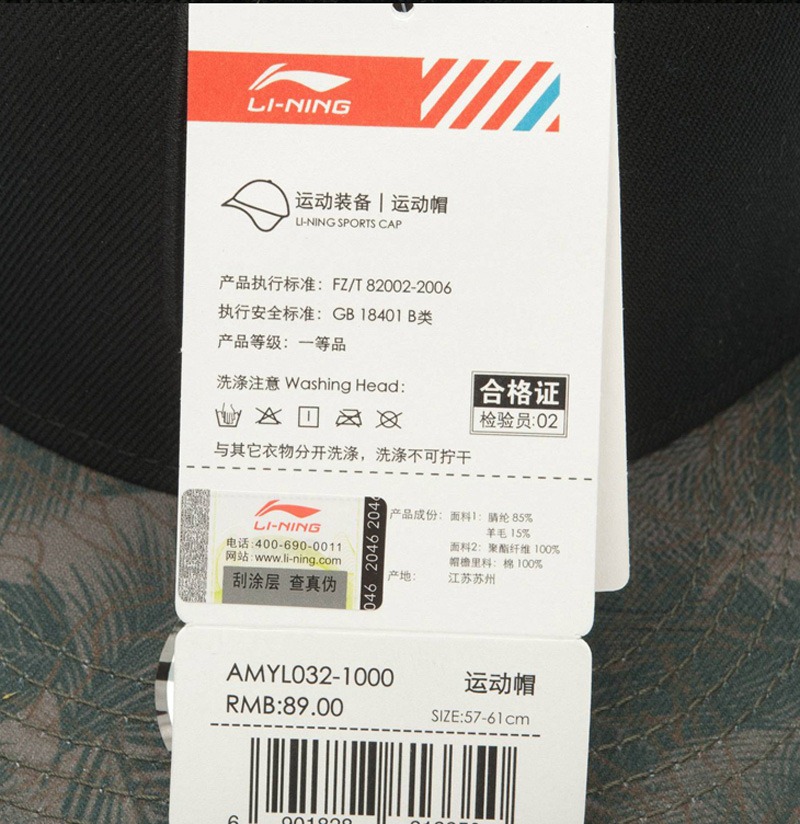 LI-NING
运动装备 | 运动帽
LI-NING SPORTS CAP
产品执行标准: FZ/T 82002-2006
执行安全标准: GB 18401 B类
产品等级: 一等品
洗涤注意 Washing Head:
合格证
检验员:02
与其它衣物分开洗涤，洗涤不可拧干
LI-NING
电话:400-690-0011
网站:www.li-ning.com
刮涂层 查真伪
046 2046 2046
产品成份: 面料1: 腈纶 85%
羊毛 15%
面料2: 聚酯纤维 100%
帽檐里料: 棉 100%
产地: 江苏苏州
AMYL032-1000 运动帽
RMB:89.00
SIZE:57-61cm
6 901828